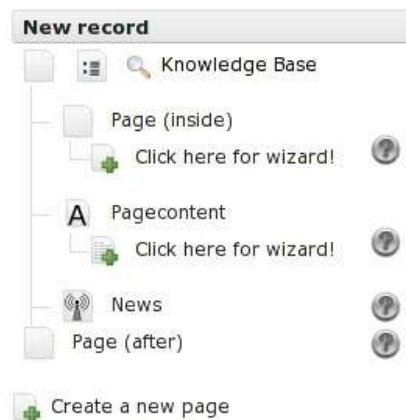 New record
Knowledge Base
Page (inside)
Click here for wizard!
A Pagecontent
Click here for wizard!
News
Page (after)
Create a new page